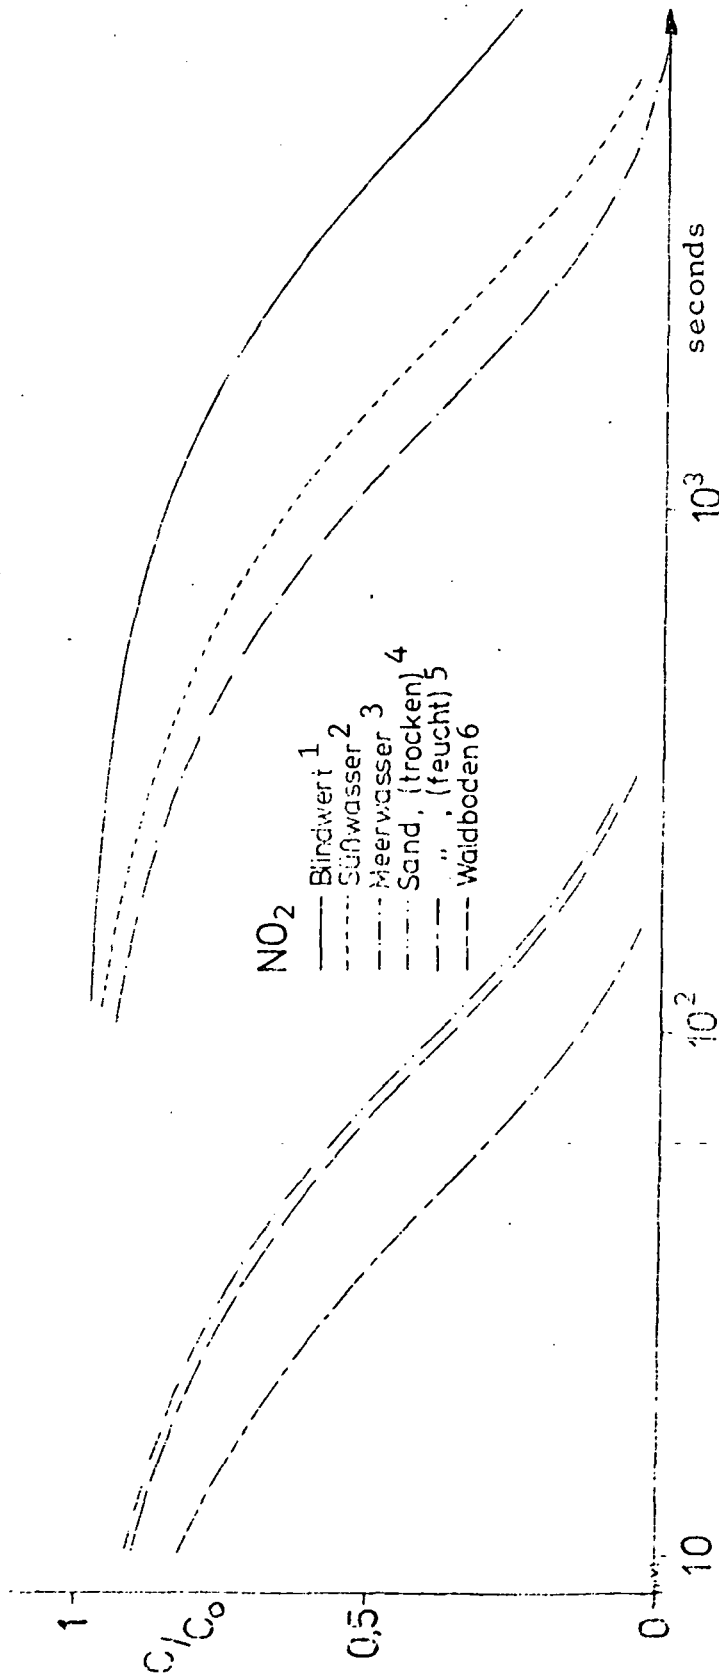 C/C₀
1
0,5
0
10
10²
10³
seconds
NO₂
Blindwert 1
Süßwasser 2
Meerwasser 3
Sand, (trocken) 4
" , (feucht) 5
Waldboden 6